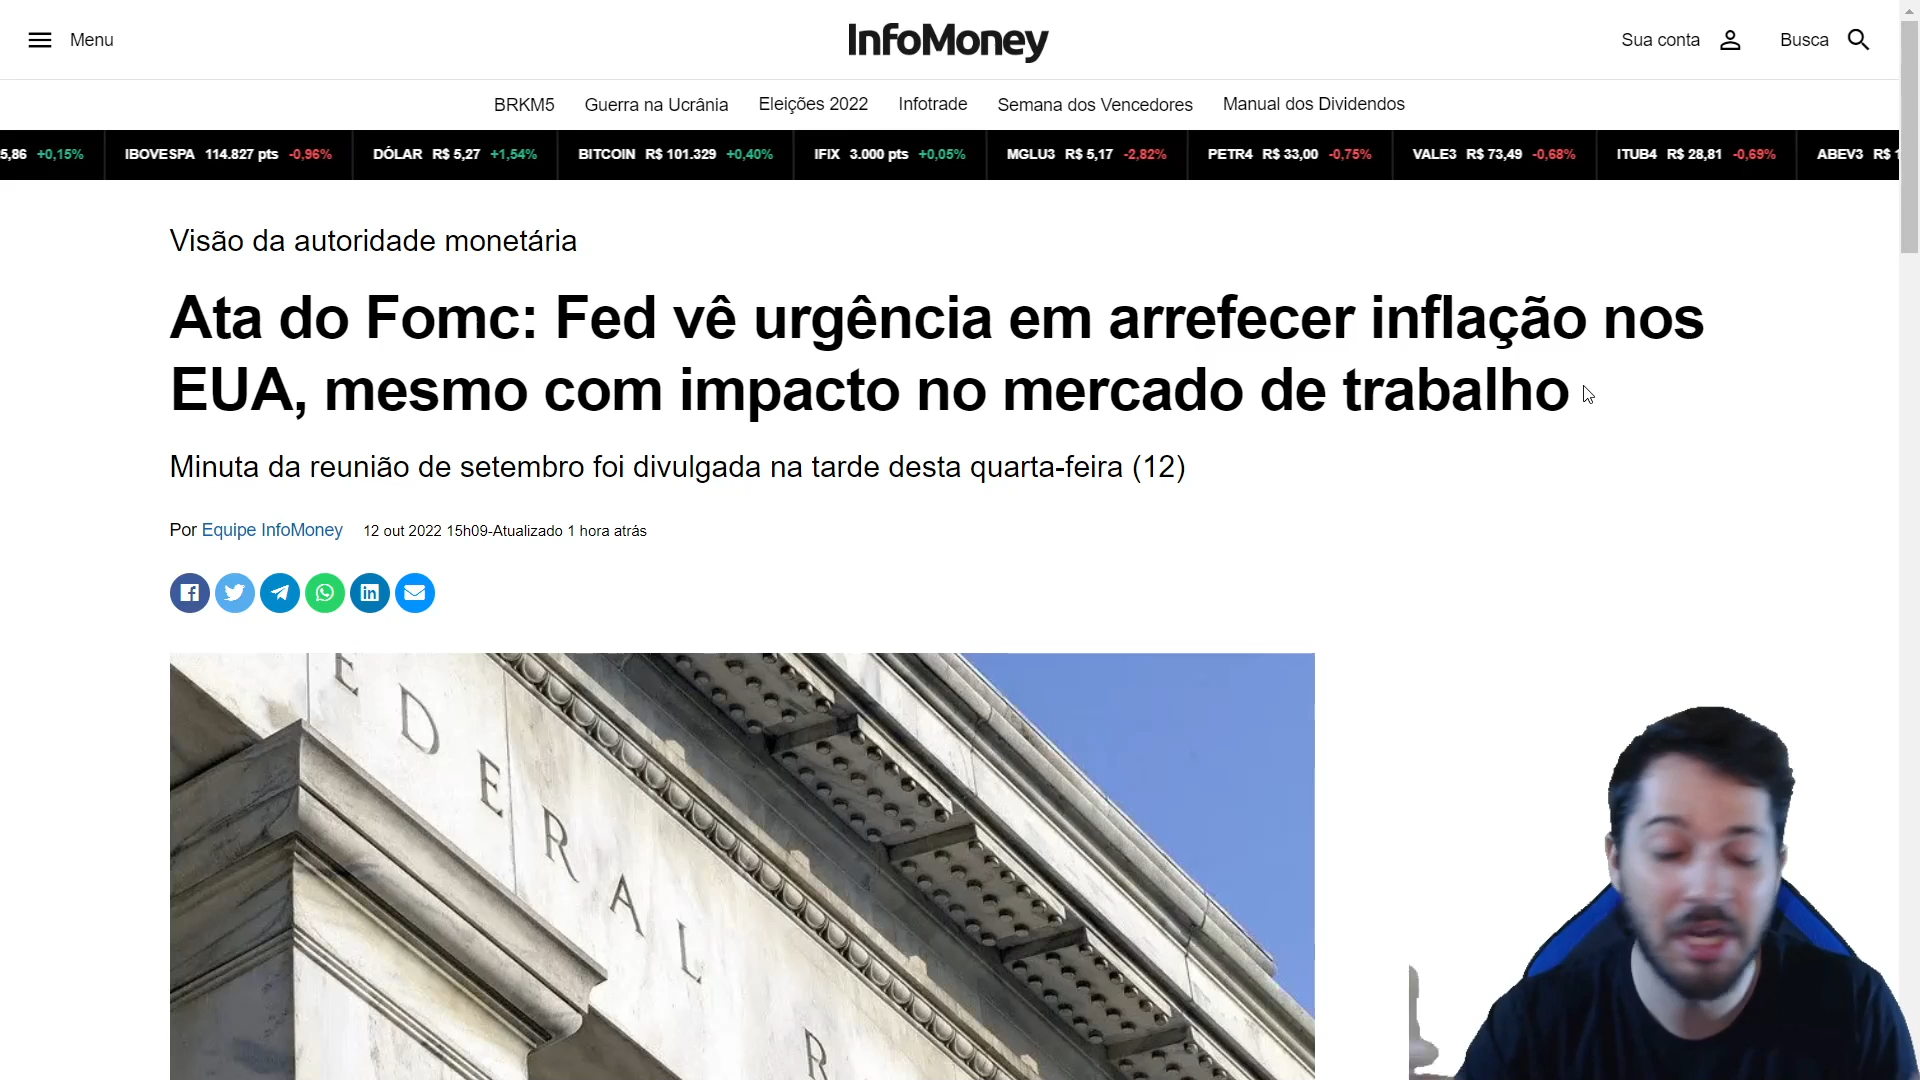 Menu
InfoMoney
Sua conta
Busca
BRKM5 Guerra na Ucrânia Eleições 2022 Infotrade Semana dos Vencedores Manual dos Dividendos
5,86 +0,15% IBOVESPA 114.827 pts -0,96% DÓLAR R$ 5,27 +1,54% BITCOIN R$ 101.329 +0,40% IFIX 3.000 pts +0,05% MGLU3 R$ 5,17 -2,82% PETR4 R$ 33,00 -0,75% VALE3 R$ 73,49 -0,68% ITUB4 R$ 28,81 -0,69% ABEV3 R$
Visão da autoridade monetária
Ata do Fomc: Fed vê urgência em arrefecer inflação nos
EUA, mesmo com impacto no mercado de trabalho
Minuta da reunião de setembro foi divulgada na tarde desta quarta-feira (12)
Por Equipe InfoMoney 12 out 2022 15h09-Atualizado 1 hora atrás
EDERAL R